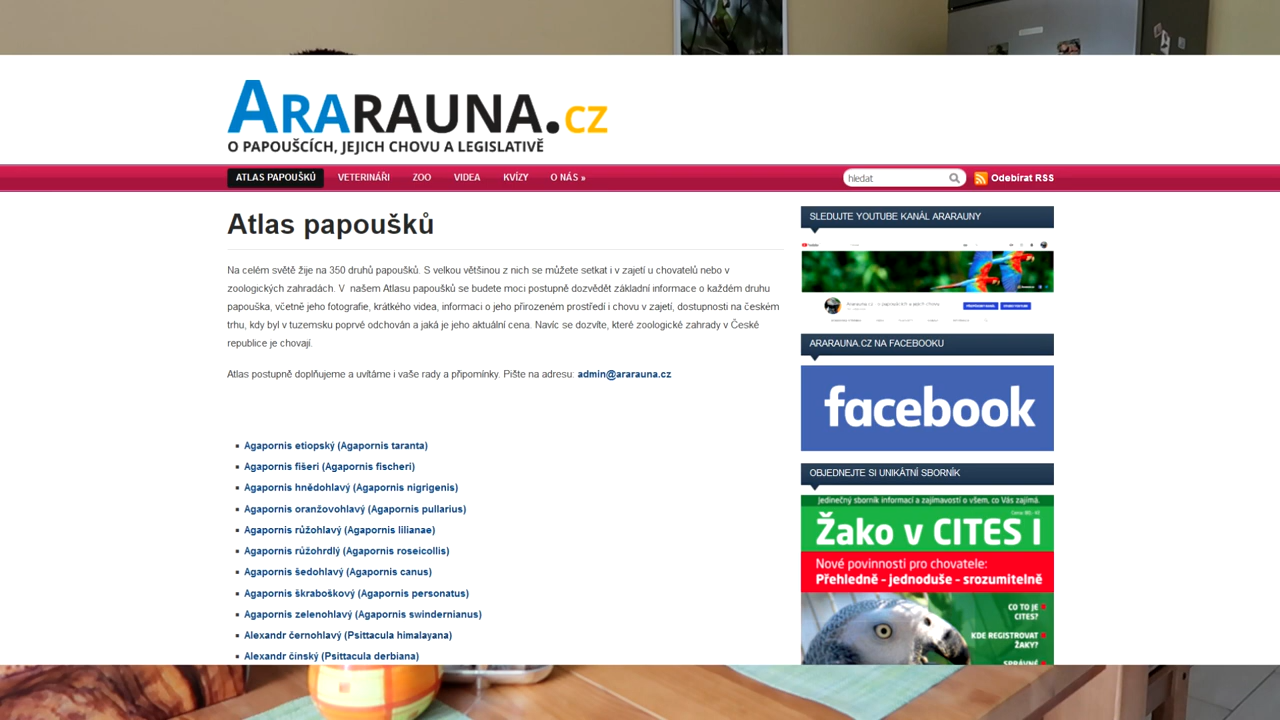 ARARAUNA.CZ
O PAPOUŠCÍCH, JEJICH CHOVU A LEGISLATIVĚ
ATLAS PAPOUŠKŮ VETERINÁŘI ZOO VIDEA KVÍZY O NÁS »
hledat
Odebírat RSS
Atlas papoušků
Na celém světě žije na 350 druhů papoušků. S velkou většinou z nich se můžete setkat i v zajetí u chovatelů nebo v
zoologických zahradách. V našem Atlasu papoušků se budete moci postupně dozvědět základní informace o každém druhu
papouška, včetně jeho fotografie, krátkého videa, informaci o jeho přirozeném prostředí i chovu v zajetí, dostupnosti na českém
trhu, kdy byl v tuzemsku poprvé odchován a jaká je jeho aktuální cena. Navíc se dozvíte, které zoologické zahrady v České
republice je chovají.
Atlas postupně doplňujeme a uvítáme i vaše rady a připomínky. Pište na adresu: admin@ararauna.cz
Agapornis etiopský (Agapornis taranta)
Agapornis fišeri (Agapornis fischeri)
Agapornis hnědohlavý (Agapornis nigrigenis)
Agapornis oranžovohlavý (Agapornis pullarius)
Agapornis růžohlavý (Agapornis lilianae)
Agapornis růžohrdlý (Agapornis roseicollis)
Agapornis šedohlavý (Agapornis canus)
Agapornis škraboškový (Agapornis personatus)
Agapornis zelenohlavý (Agapornis swindernianus)
Alexandr černohlavý (Psittacula himalayana)
Alexandr čínský (Psittacula derbiana)
SLEDUJTE YOUTUBE KANÁL ARARAUNY
ARARAUNA.CZ NA FACEBOOKU
facebook
OBJEDNEJTE SI UNIKÁTNÍ SBORNÍK
Jedinečný sborník informací a zajímavostí o všem, co Vás zajímá.
Žako v CITES I
Nové povinnosti pro chovatele:
Přehledně - jednoduše - srozumitelně
CO TO JE
CITES?
KDE REGISTROVAT
ŽAKY?
SPRÁVNÉ